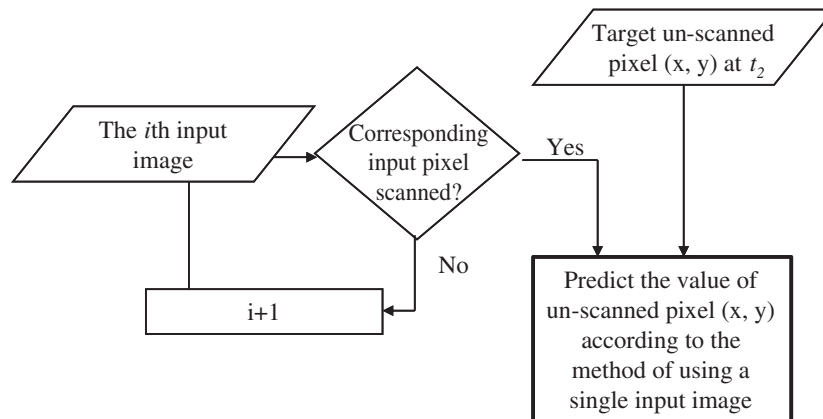 Target un-scanned
pixel (x, y) at t₂
The ith input
image
Corresponding
input pixel
scanned?
Yes
No
i+1
Predict the value of
un-scanned pixel (x, y)
according to the
method of using a
single input image